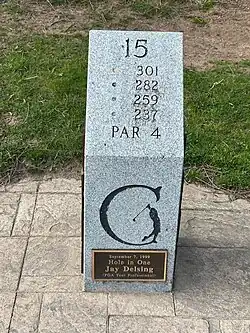 15
301
282
259
237
PAR 4
G
September 7, 1999
Hole in One
Jay Delsing
(PGA Tour Professional)